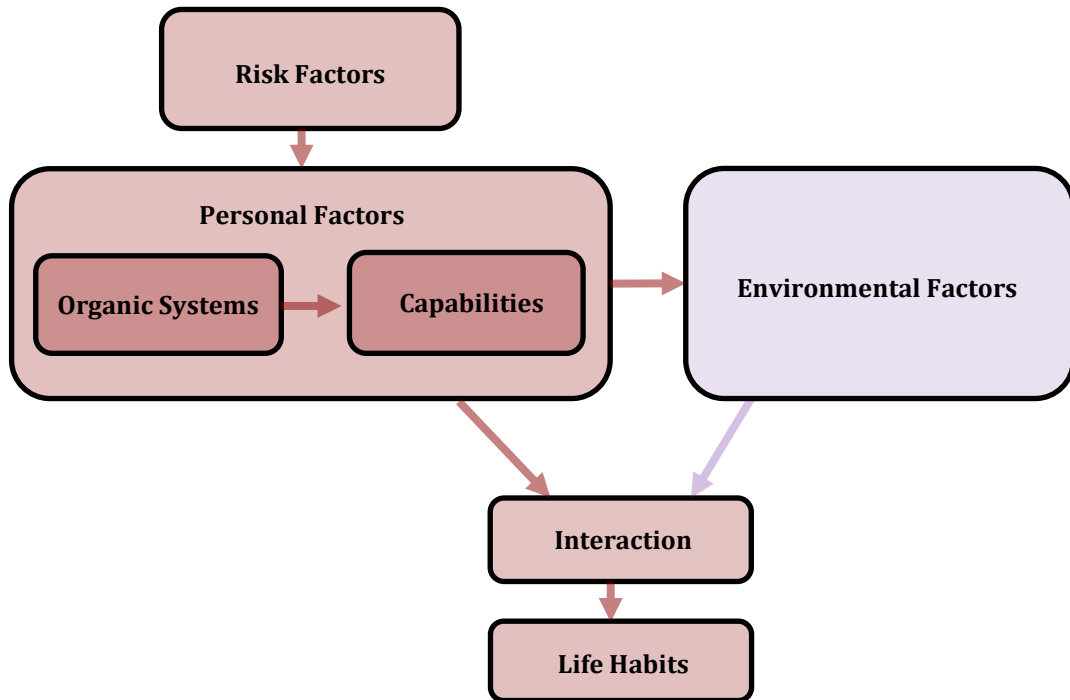 Risk Factors
Personal Factors
Organic Systems
Capabilities
Environmental Factors
Interaction
Life Habits